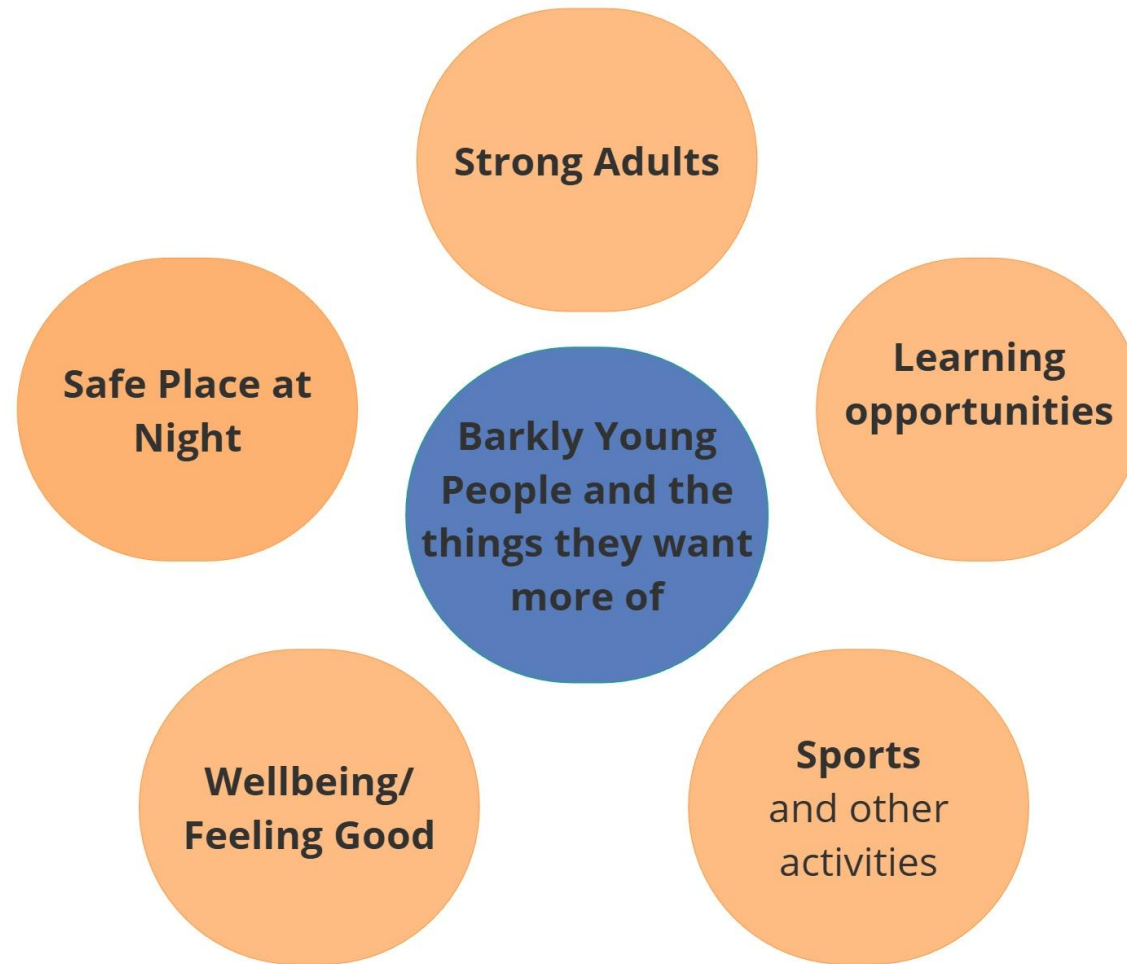 Strong Adults
Safe Place at
Night
Learning
opportunities
Barkly Young
People and the
things they want
more of
Wellbeing/
Feeling Good
Sports
and other
activities